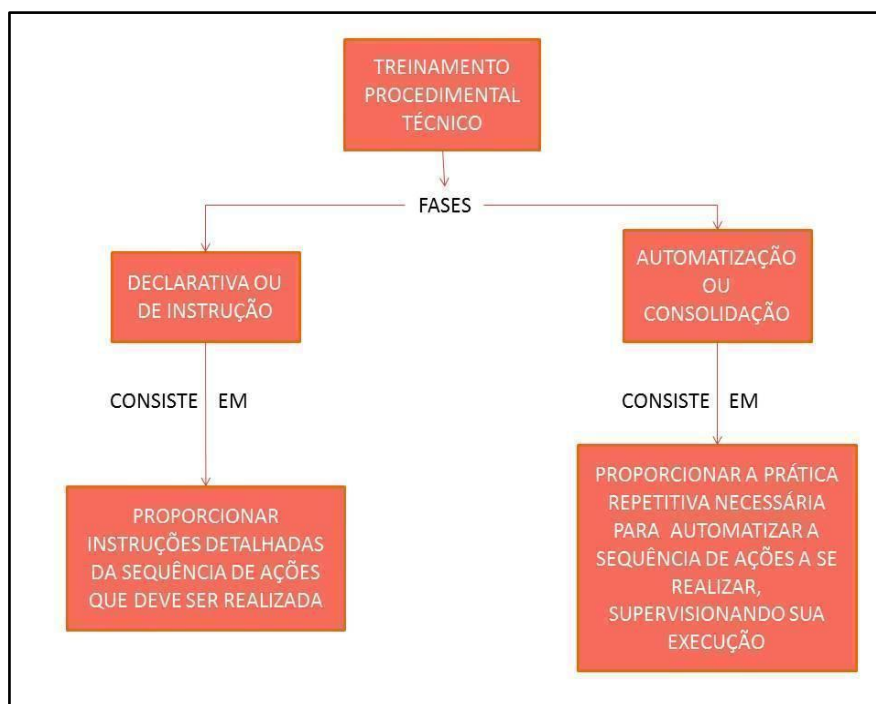 TREINAMENTO
PROCEDIMENTAL
TÉCNICO
FASES
DECLARATIVA OU
DE INSTRUÇÃO
AUTOMATIZAÇÃO
OU
CONSOLIDAÇÃO
CONSISTE EM
CONSISTE EM
PROPORCIONAR
INSTRUÇÕES DETALHADAS
DA SEQUÊNCIA DE AÇÕES
QUE DEVE SER REALIZADA
PROPORCIONAR A PRÁTICA
REPETITIVA NECESSÁRIA
PARA AUTOMATIZAR A
SEQUÊNCIA DE AÇÕES A SE
REALIZAR,
SUPERVISIONANDO SUA
EXECUÇÃO